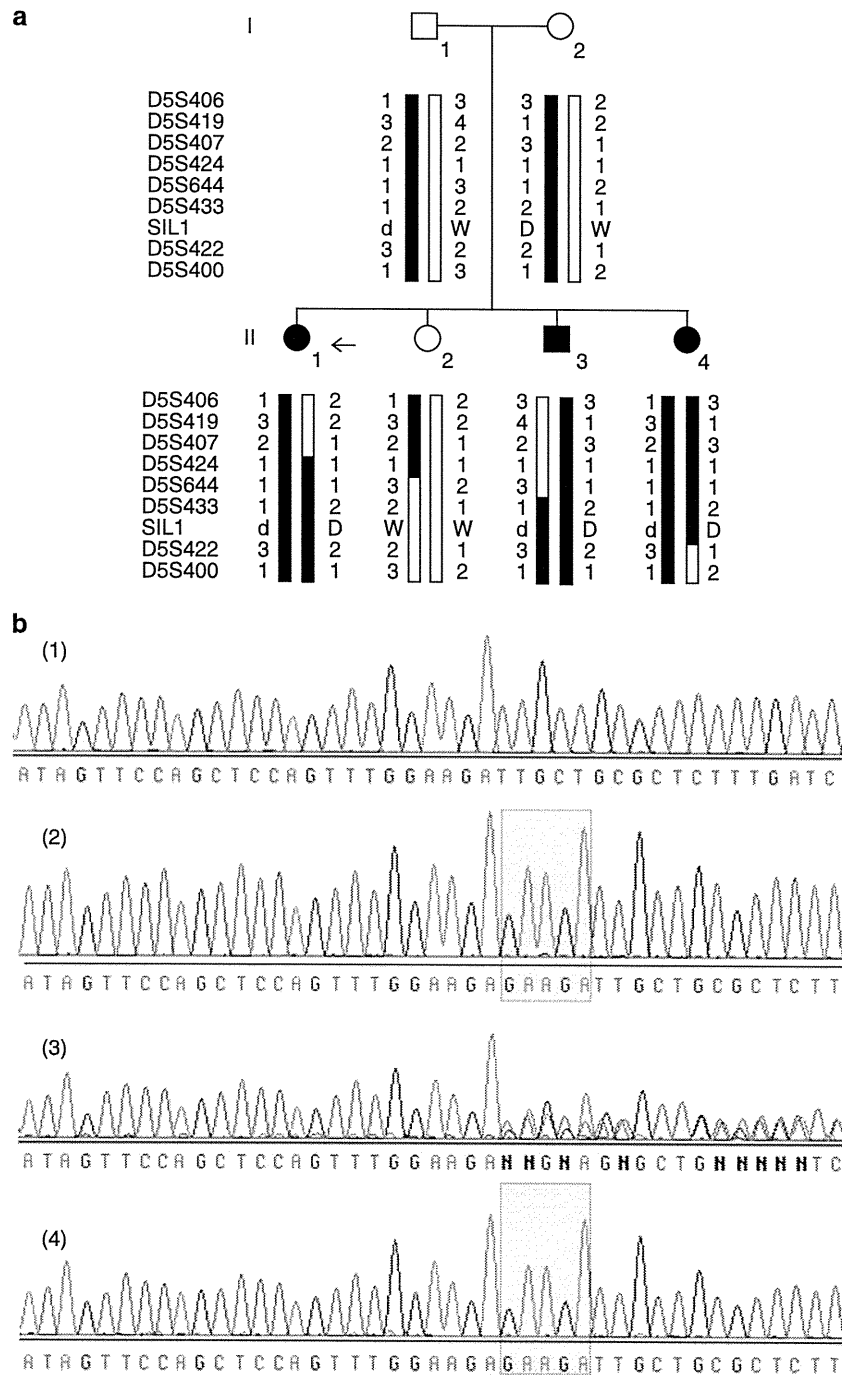 a
I
1 2
D5S406 1 3 3 2
D5S419 3 4 1 2
D5S407 2 2 3 1
D5S424 1 1 1 1
D5S644 1 3 1 2
D5S433 1 2 2 1
SIL1 d W D W
D5S422 3 2 2 1
D5S400 1 3 1 2
II
1 2 3 4
D5S406 1 2 1 2 3 3 1 3
D5S419 3 2 3 2 4 1 3 1
D5S407 2 1 2 1 2 3 2 3
D5S424 1 1 1 1 1 1 1 1
D5S644 1 1 3 2 3 1 1 1
D5S433 1 2 2 1 1 2 1 2
SIL1 d D W W d D d D
D5S422 3 2 2 1 3 2 3 1
D5S400 1 1 3 2 1 1 1 2
b
(1)
A T A G T T C C A G C T C C A G T T T G G A A G A T T G C T G C G C T C T T T G A T C
(2)
A T A G T T C C A G C T C C A G T T T G G A A G A G A A G A T T G C T G C G C T C T T
(3)
A T A G T T C C A G C T C C A G T T T G G A A G A N N G N A G N G C T G N N N N N T C
(4)
A T A G T T C C A G C T C C A G T T T G G A A G A G A A G A T T G C T G C G C T C T T